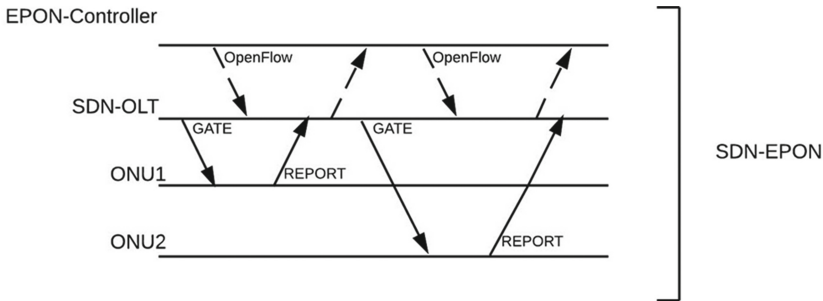 EPON-Controller
OpenFlow
OpenFlow
SDN-OLT
GATE
GATE
SDN-EPON
ONU1
REPORT
ONU2
REPORT